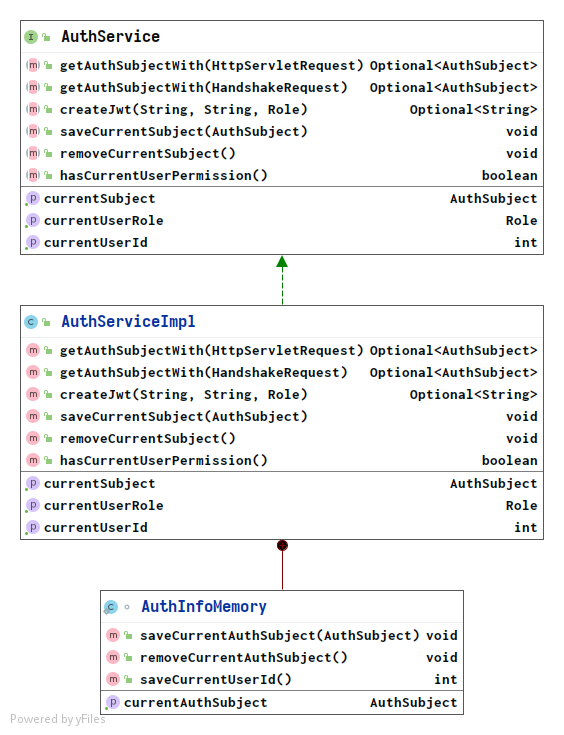 AuthService
getAuthSubjectWith(HttpServletRequest) Optional<AuthSubject>
getAuthSubjectWith(HandshakeRequest) Optional<AuthSubject>
createJwt(String, String, Role) Optional<String>
saveCurrentSubject(AuthSubject) void
removeCurrentSubject() void
hasCurrentUserPermission() boolean
currentSubject AuthSubject
currentUserRole Role
currentUserId int
AuthServiceImpl
getAuthSubjectWith(HttpServletRequest) Optional<AuthSubject>
getAuthSubjectWith(HandshakeRequest) Optional<AuthSubject>
createJwt(String, String, Role) Optional<String>
saveCurrentSubject(AuthSubject) void
removeCurrentSubject() void
hasCurrentUserPermission() boolean
currentSubject AuthSubject
currentUserRole Role
currentUserId int
AuthInfoMemory
saveCurrentAuthSubject(AuthSubject) void
removeCurrentAuthSubject() void
saveCurrentUserId() int
currentAuthSubject AuthSubject
Powered by yFiles